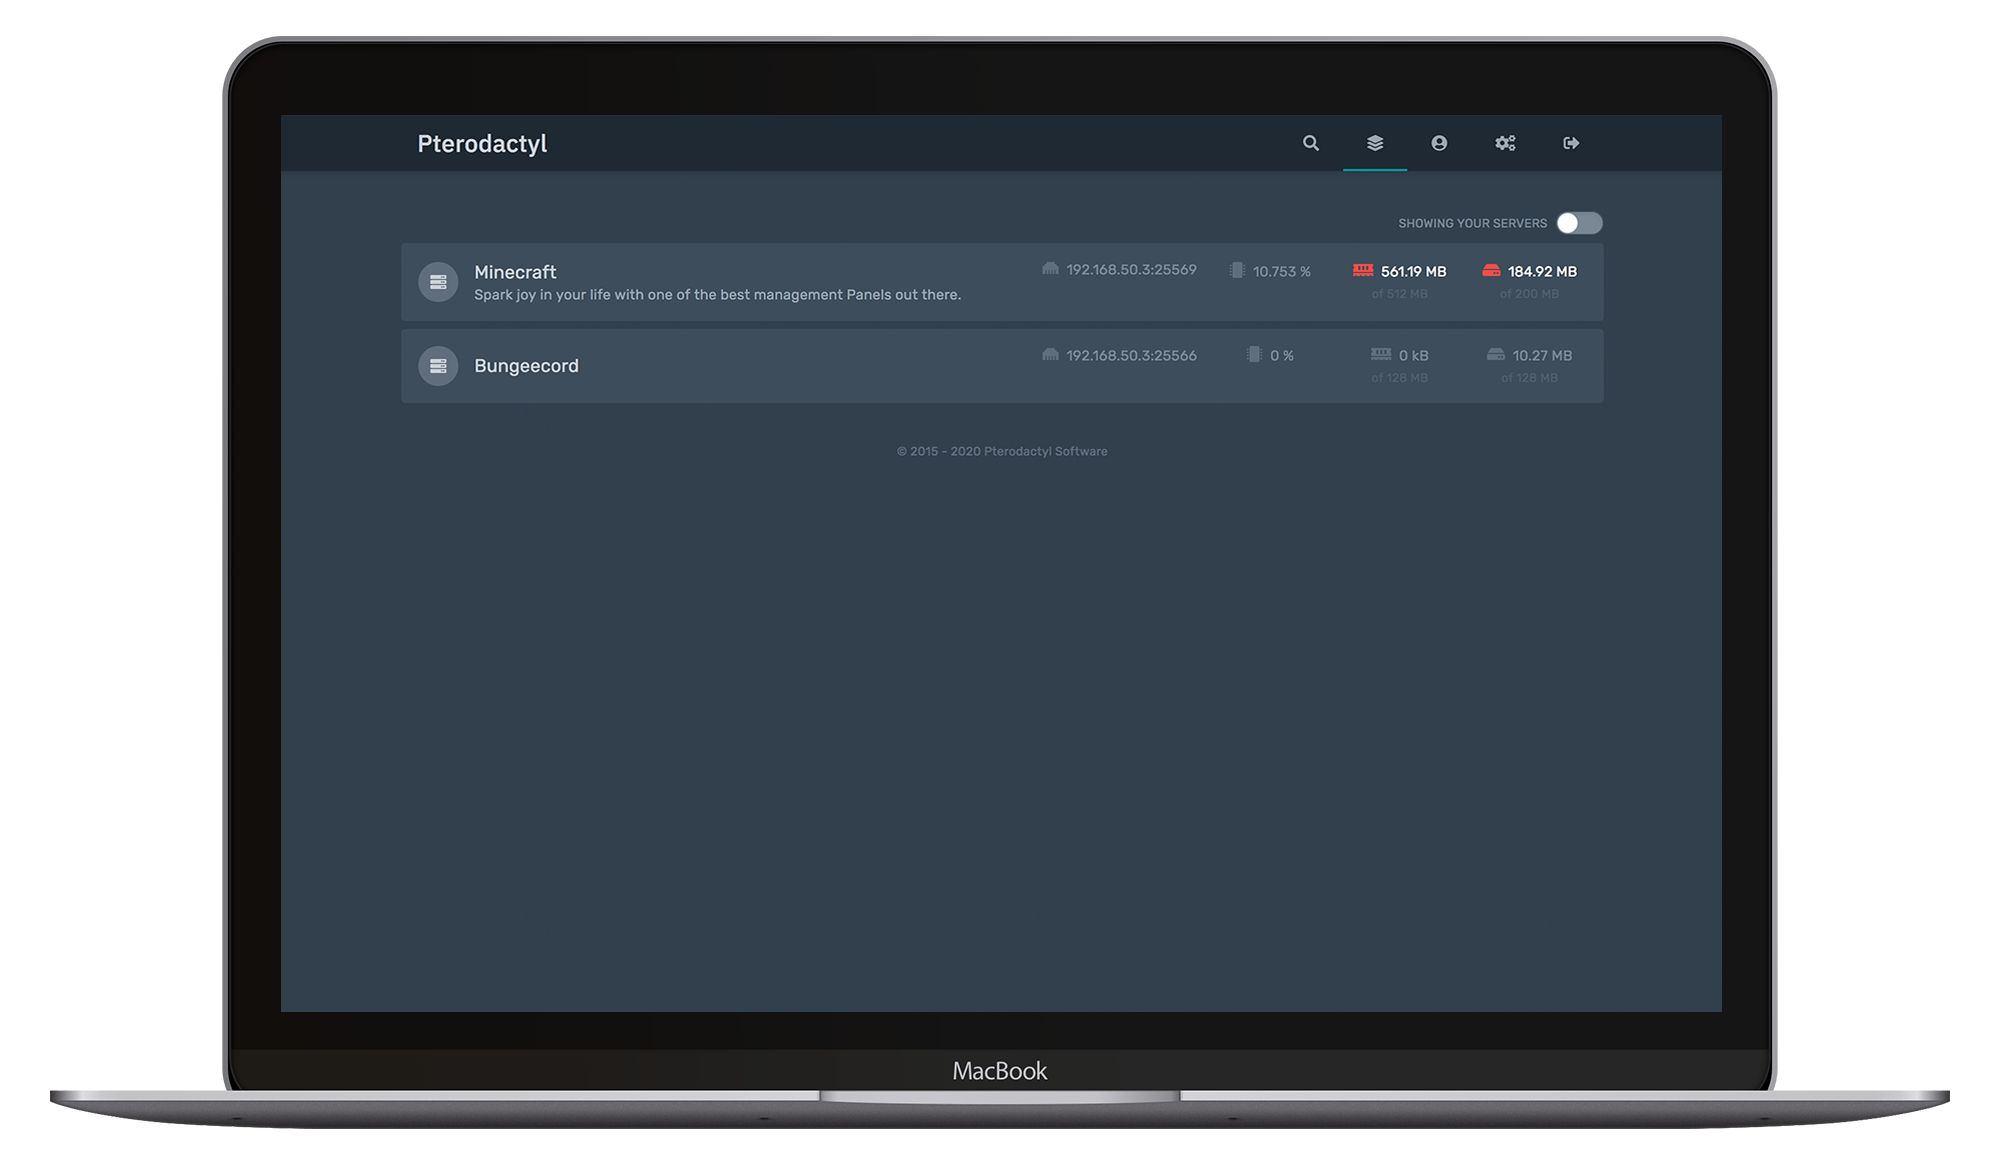 Pterodactyl
SHOWING YOUR SERVERS
Minecraft
Spark joy in your life with one of the best management Panels out there.
192.168.50.3:25569
10.753 %
561.19 MB
of 512 MB
184.92 MB
of 200 MB
Bungeecord
192.168.50.3:25566
0 %
0 kB
of 128 MB
10.27 MB
of 128 MB
© 2015 - 2020 Pterodactyl Software
MacBook